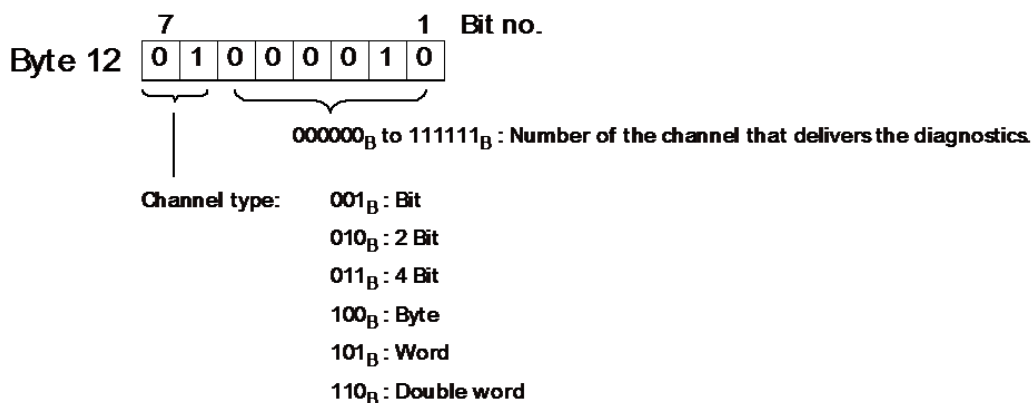 7 1 Bit no.
Byte 12 0 1 0 0 0 0 1 0
000000B to 111111B : Number of the channel that delivers the diagnostics.
Channel type: 001B : Bit
010B : 2 Bit
011B : 4 Bit
100B : Byte
101B : Word
110B : Double word